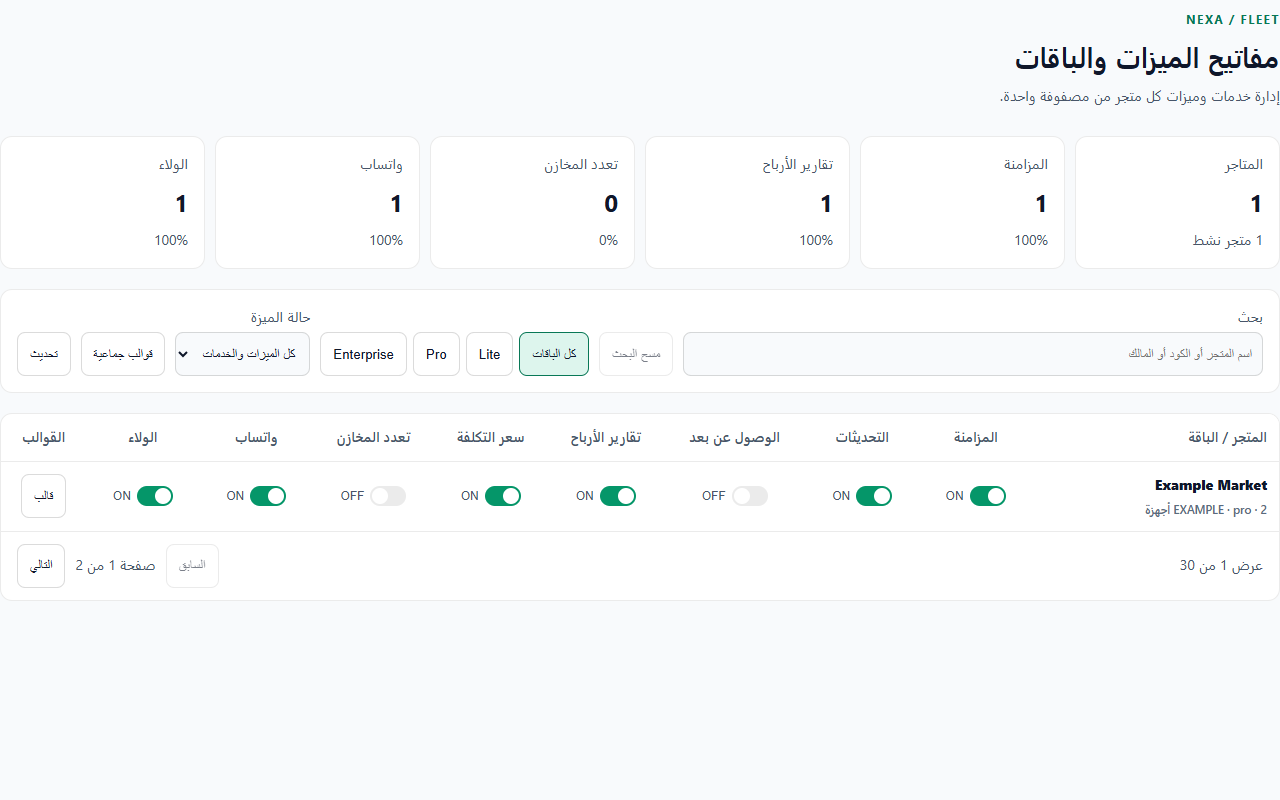 NEXA / FLEET
مفاتيح الميزات والباقات
إدارة خدمات وميزات كل متجر من مصفوفة واحدة.
المتاجر
1
1 متجر نشط
المزامنة
1
100%
تقارير الأرباح
1
100%
تعدد المخازن
0
0%
واتساب
1
100%
الولاء
1
100%
بحث
اسم المتجر أو الكود أو المالك
مسح البحث
كل الباقات
Lite
Pro
Enterprise
حالة الميزة
كل الميزات والخدمات
قوالب جماعية
تحديث
المتجر / الباقة المزامنة التحديثات الوصول عن بعد تقارير الأرباح سعر التكلفة تعدد المخازن واتساب الولاء القوالب
Example Market
EXAMPLE · pro · 2 أجهزة
ON ON OFF ON ON OFF ON ON قالب
عرض 1 من 30
السابق صفحة 1 من 2 التالي